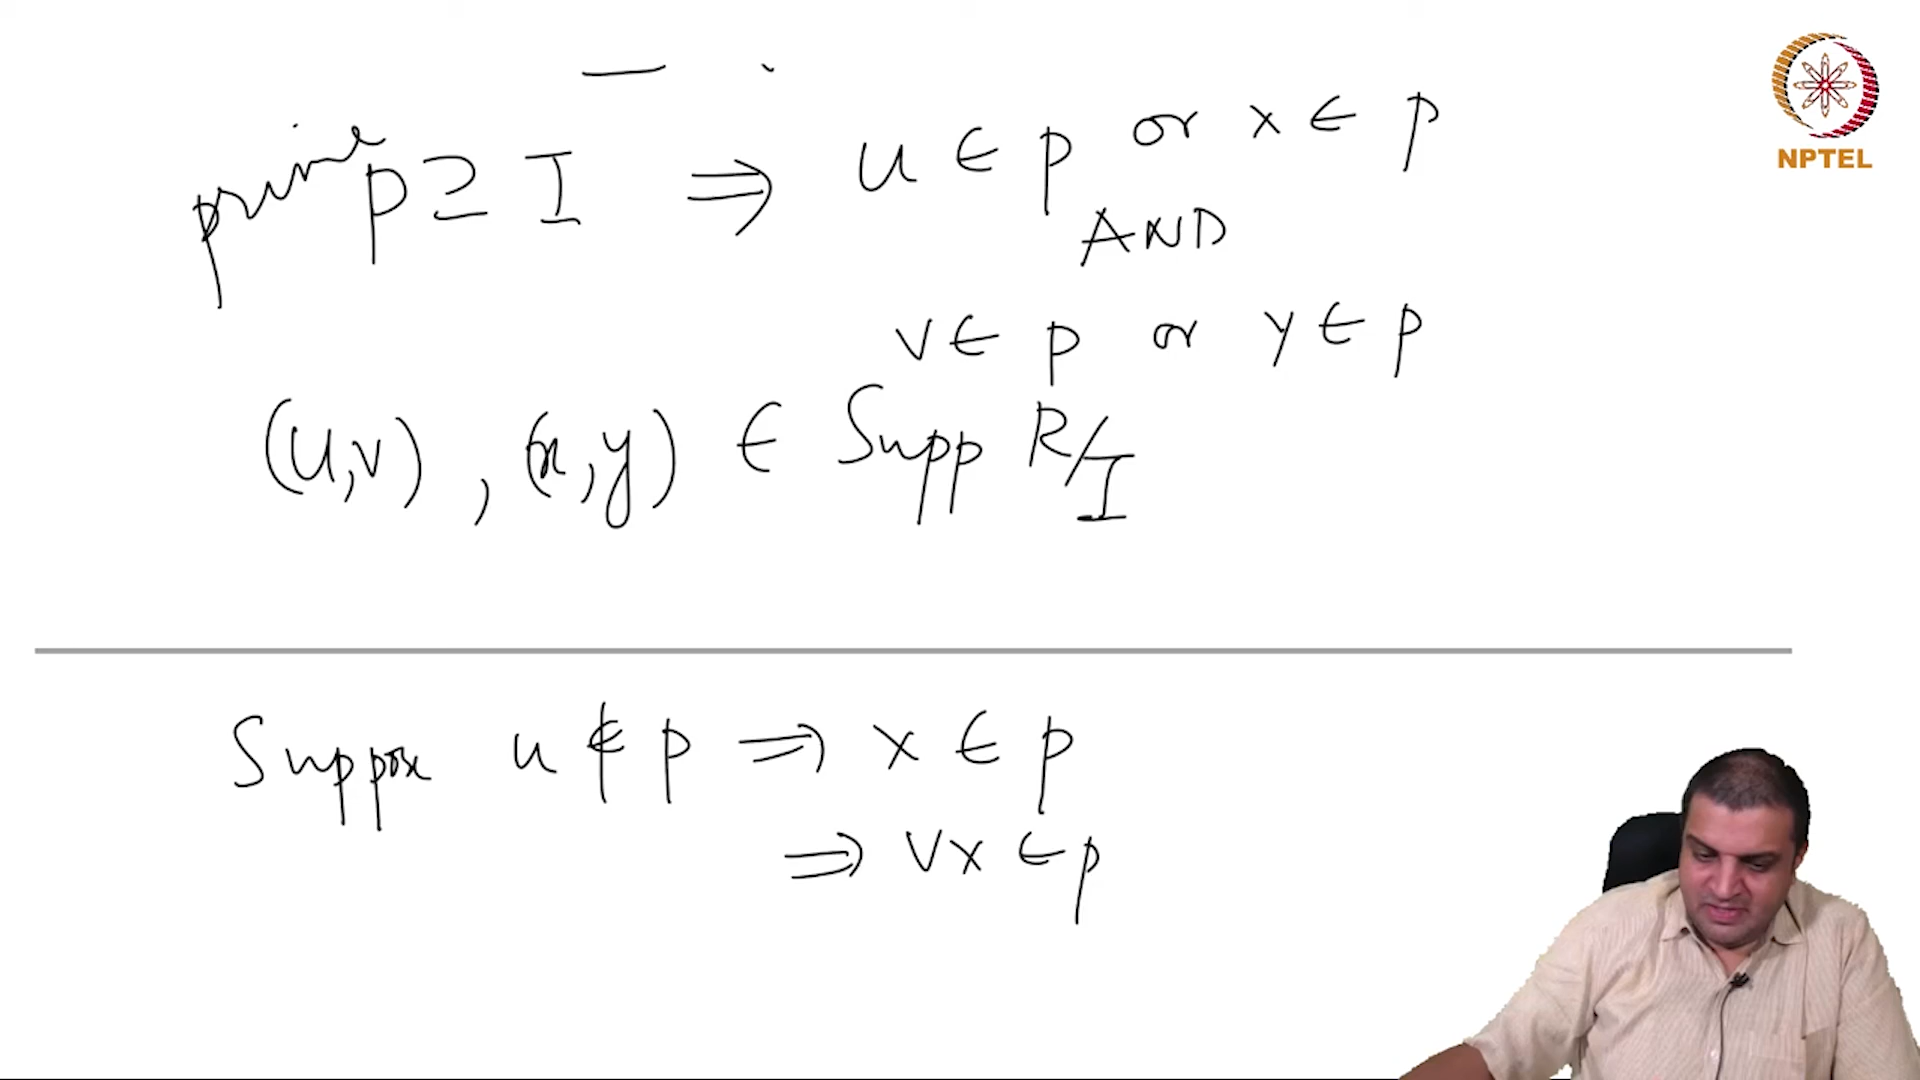 prime p ⊇ I ⇒ u ∈ p or x ∈ p
AND
v ∈ p or y ∈ p
(u,v), (x,y) ∈ Supp R/I
Suppose u ∉ p ⇒ x ∈ p
⇒ vx ∈ p
NPTEL